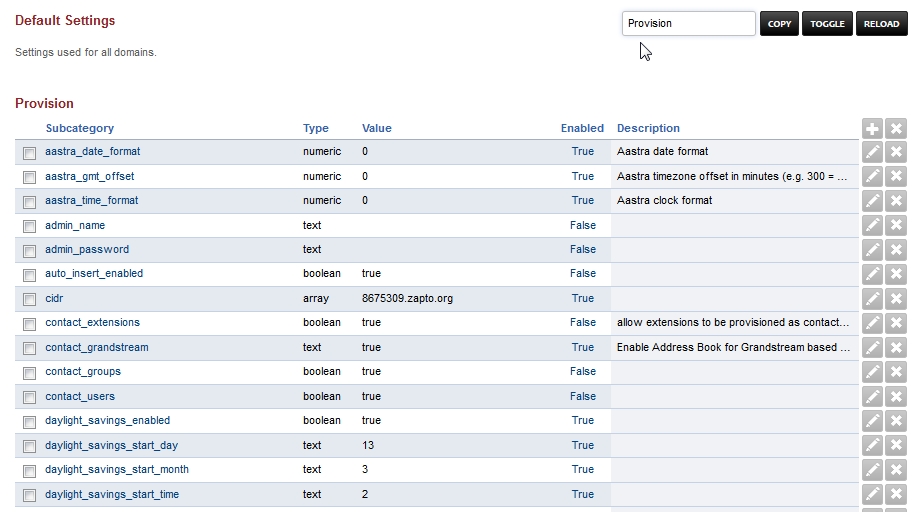 Default Settings
Provision COPY TOGGLE RELOAD
Settings used for all domains.
Provision
Subcategory Type Value Enabled Description
aastra_date_format numeric 0 True Aastra date format
aastra_gmt_offset numeric 0 True Aastra timezone offset in minutes (e.g. 300 = ...
aastra_time_format numeric 0 True Aastra clock format
admin_name text False
admin_password text False
auto_insert_enabled boolean true False
cidr array 8675309.zapto.org True
contact_extensions boolean true False allow extensions to be provisioned as contact...
contact_grandstream text true True Enable Address Book for Grandstream based ...
contact_groups boolean true False
contact_users boolean true False
daylight_savings_enabled boolean true True
daylight_savings_start_day text 13 True
daylight_savings_start_month text 3 True
daylight_savings_start_time text 2 True